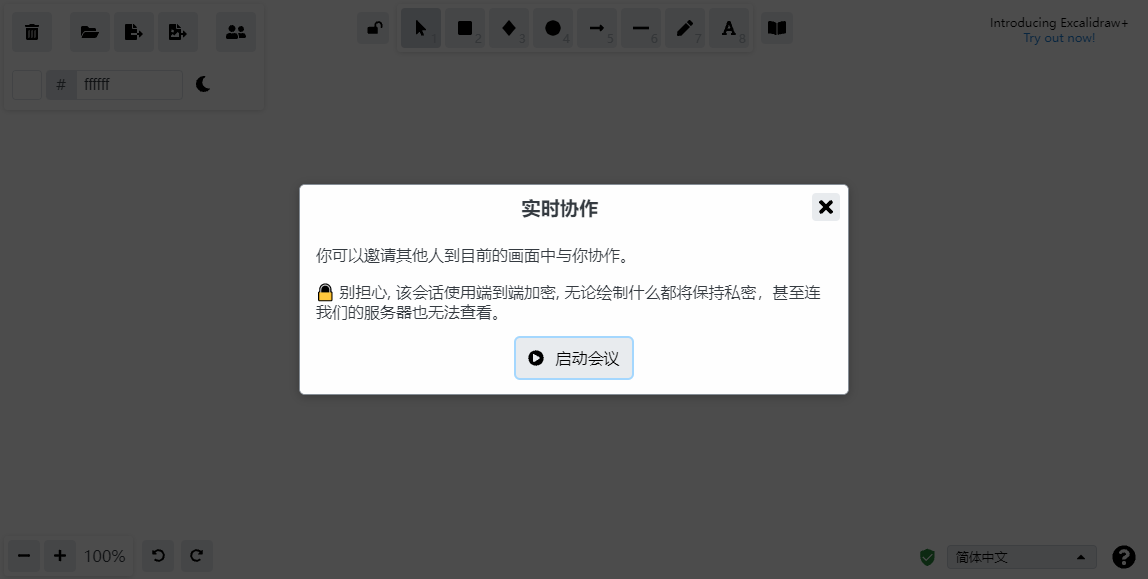 1
2
3
4
5
6
7
8
Introducing Excalidraw+
Try out now!
# ffffff
实时协作
你可以邀请其他人到目前的画面中与你协作。
别担心, 该会话使用端到端加密, 无论绘制什么都将保持私密，甚至连
我们的服务器也无法查看。
启动会议
100%
简体中文